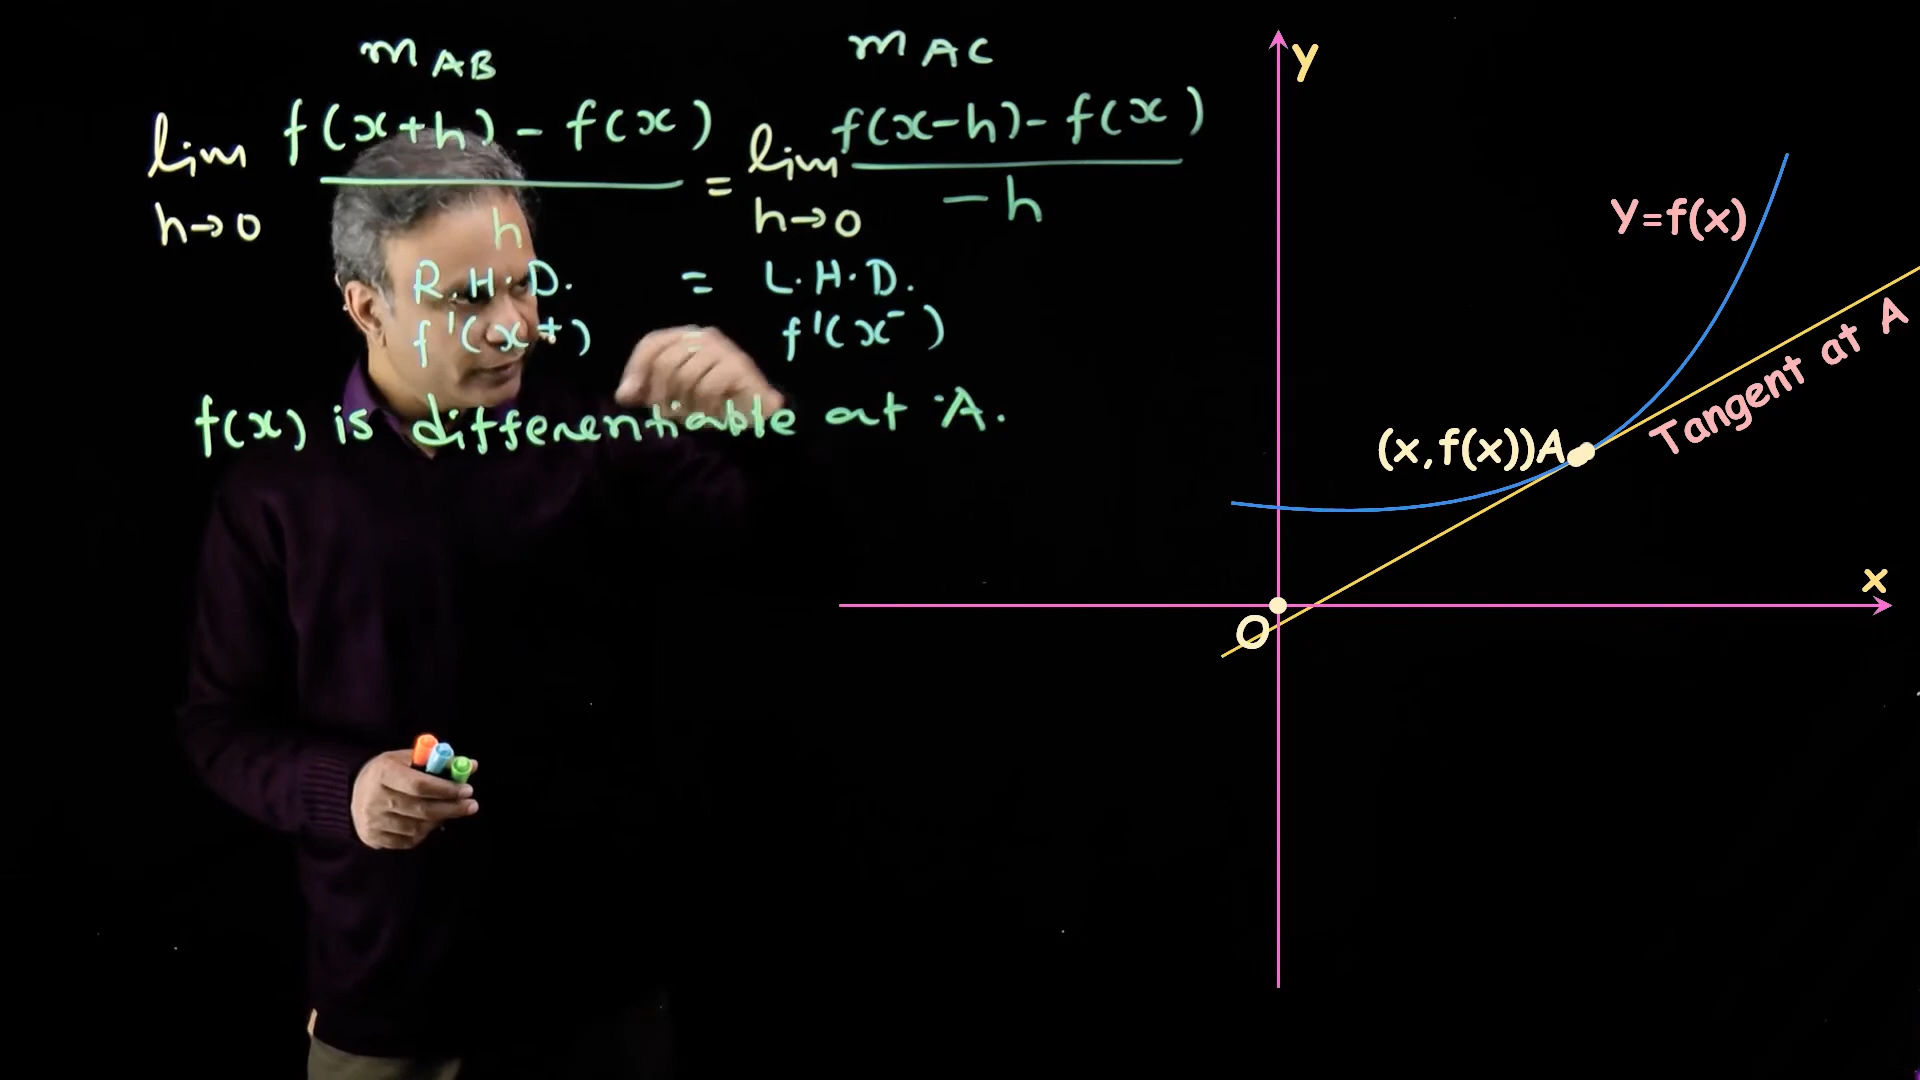 m AB m AC
lim f(x+h) - f(x) = lim f(x-h) - f(x)
h→0 h h→0 -h
R.H.D. = L.H.D.
f'(x+) = f'(x-)
f(x) is differentiable at A.
y
Y=f(x)
Tangent at A
(x,f(x))A
x
O